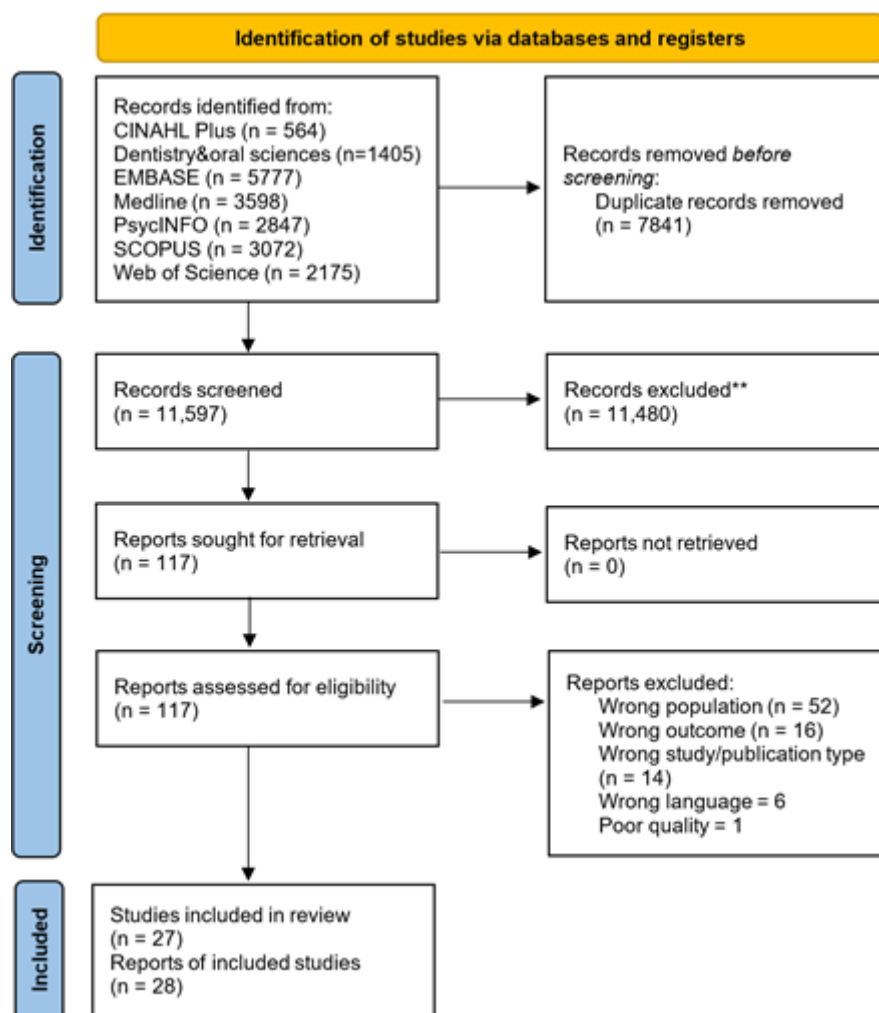 Identification of studies via databases and registers
Identification
Records identified from:
CINAHL Plus (n = 564)
Dentistry&oral sciences (n=1405)
EMBASE (n = 5777)
Medline (n = 3598)
PsycINFO (n = 2847)
SCOPUS (n = 3072)
Web of Science (n = 2175)
Records removed before
screening:
Duplicate records removed
(n = 7841)
Screening
Records screened
(n = 11,597)
Records excluded**
(n = 11,480)
Reports sought for retrieval
(n = 117)
Reports not retrieved
(n = 0)
Reports assessed for eligibility
(n = 117)
Reports excluded:
Wrong population (n = 52)
Wrong outcome (n = 16)
Wrong study/publication type
(n = 14)
Wrong language = 6
Poor quality = 1
Included
Studies included in review
(n = 27)
Reports of included studies
(n = 28)